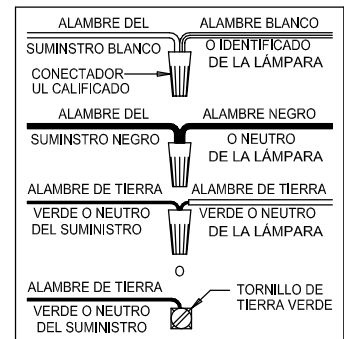 ALAMBRE DEL
SUMINSTRO BLANCO
ALAMBRE BLANCO
O IDENTIFICADO
DE LA LÁMPARA
CONECTADOR
UL CALIFICADO
ALAMBRE DEL
SUMINSTRO NEGRO
ALAMBRE NEGRO
O NEUTRO
DE LA LÁMPARA
ALAMBRE DE TIERRA
VERDE O NEUTRO
DEL SUMINISTRO
ALAMBRE DE TIERRA
VERDE O NEUTRO
DE LA LÁMPARA
O
ALAMBRE DE TIERRA
VERDE O NEUTRO
DEL SUMINISTRO
TORNILLO DE
TIERRA VERDE